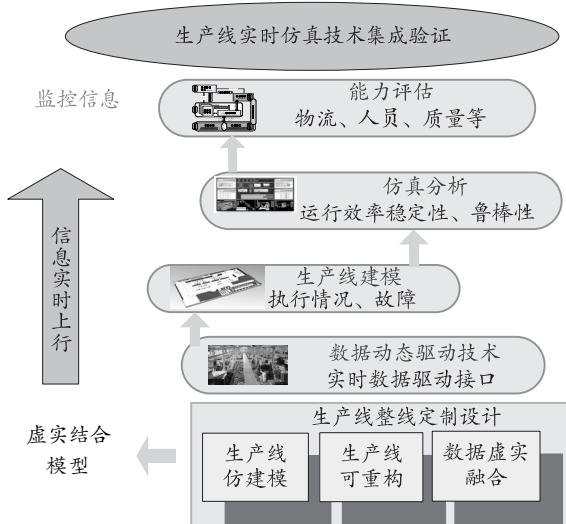 生产线实时仿真技术集成验证
监控信息
能力评估
物流、人员、质量等
仿真分析
运行效率稳定性、鲁棒性
信息实时上行
生产线建模
执行情况、故障
数据动态驱动技术
实时数据驱动接口
生产线整线定制设计
虚实结合
模型
生产线
仿建模
生产线
可重构
数据虚实
融合